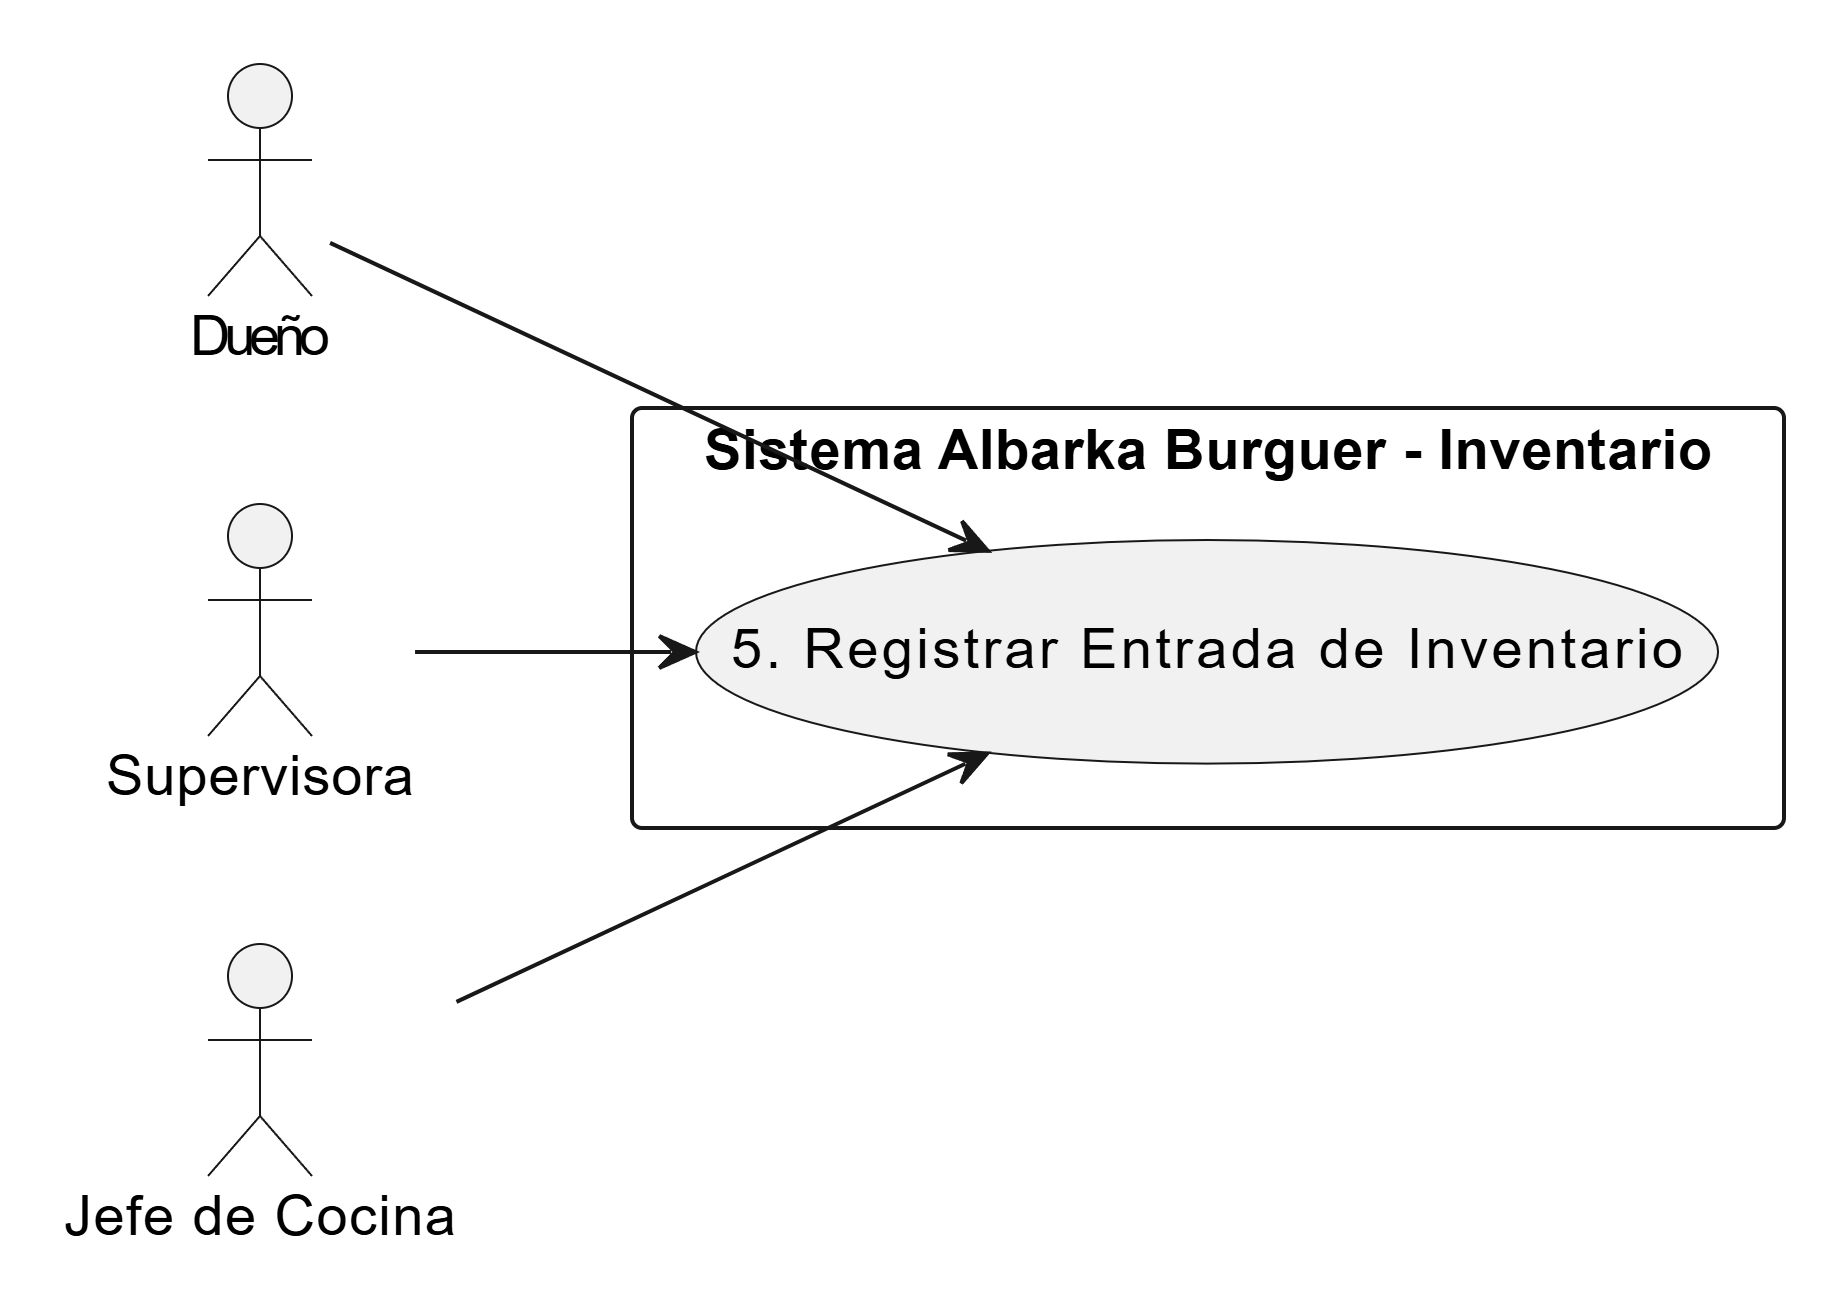 Dueño
Sistema Albarka Burguer - Inventario
5. Registrar Entrada de Inventario
Supervisora
Jefe de Cocina